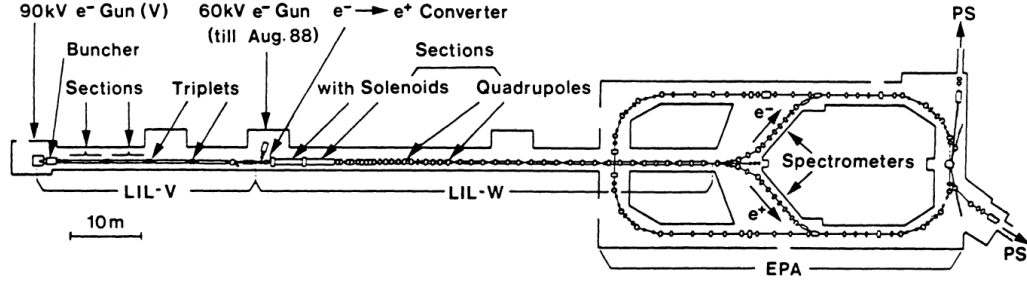 90kV e⁻ Gun (V)
60kV e⁻ Gun
(till Aug. 88)
e⁻ → e⁺ Converter
PS
Buncher
Sections
Sections
Triplets
with Solenoids
Quadrupoles
e⁻
Spectrometers
e⁺
LIL-V
LIL-W
10m
EPA
PS